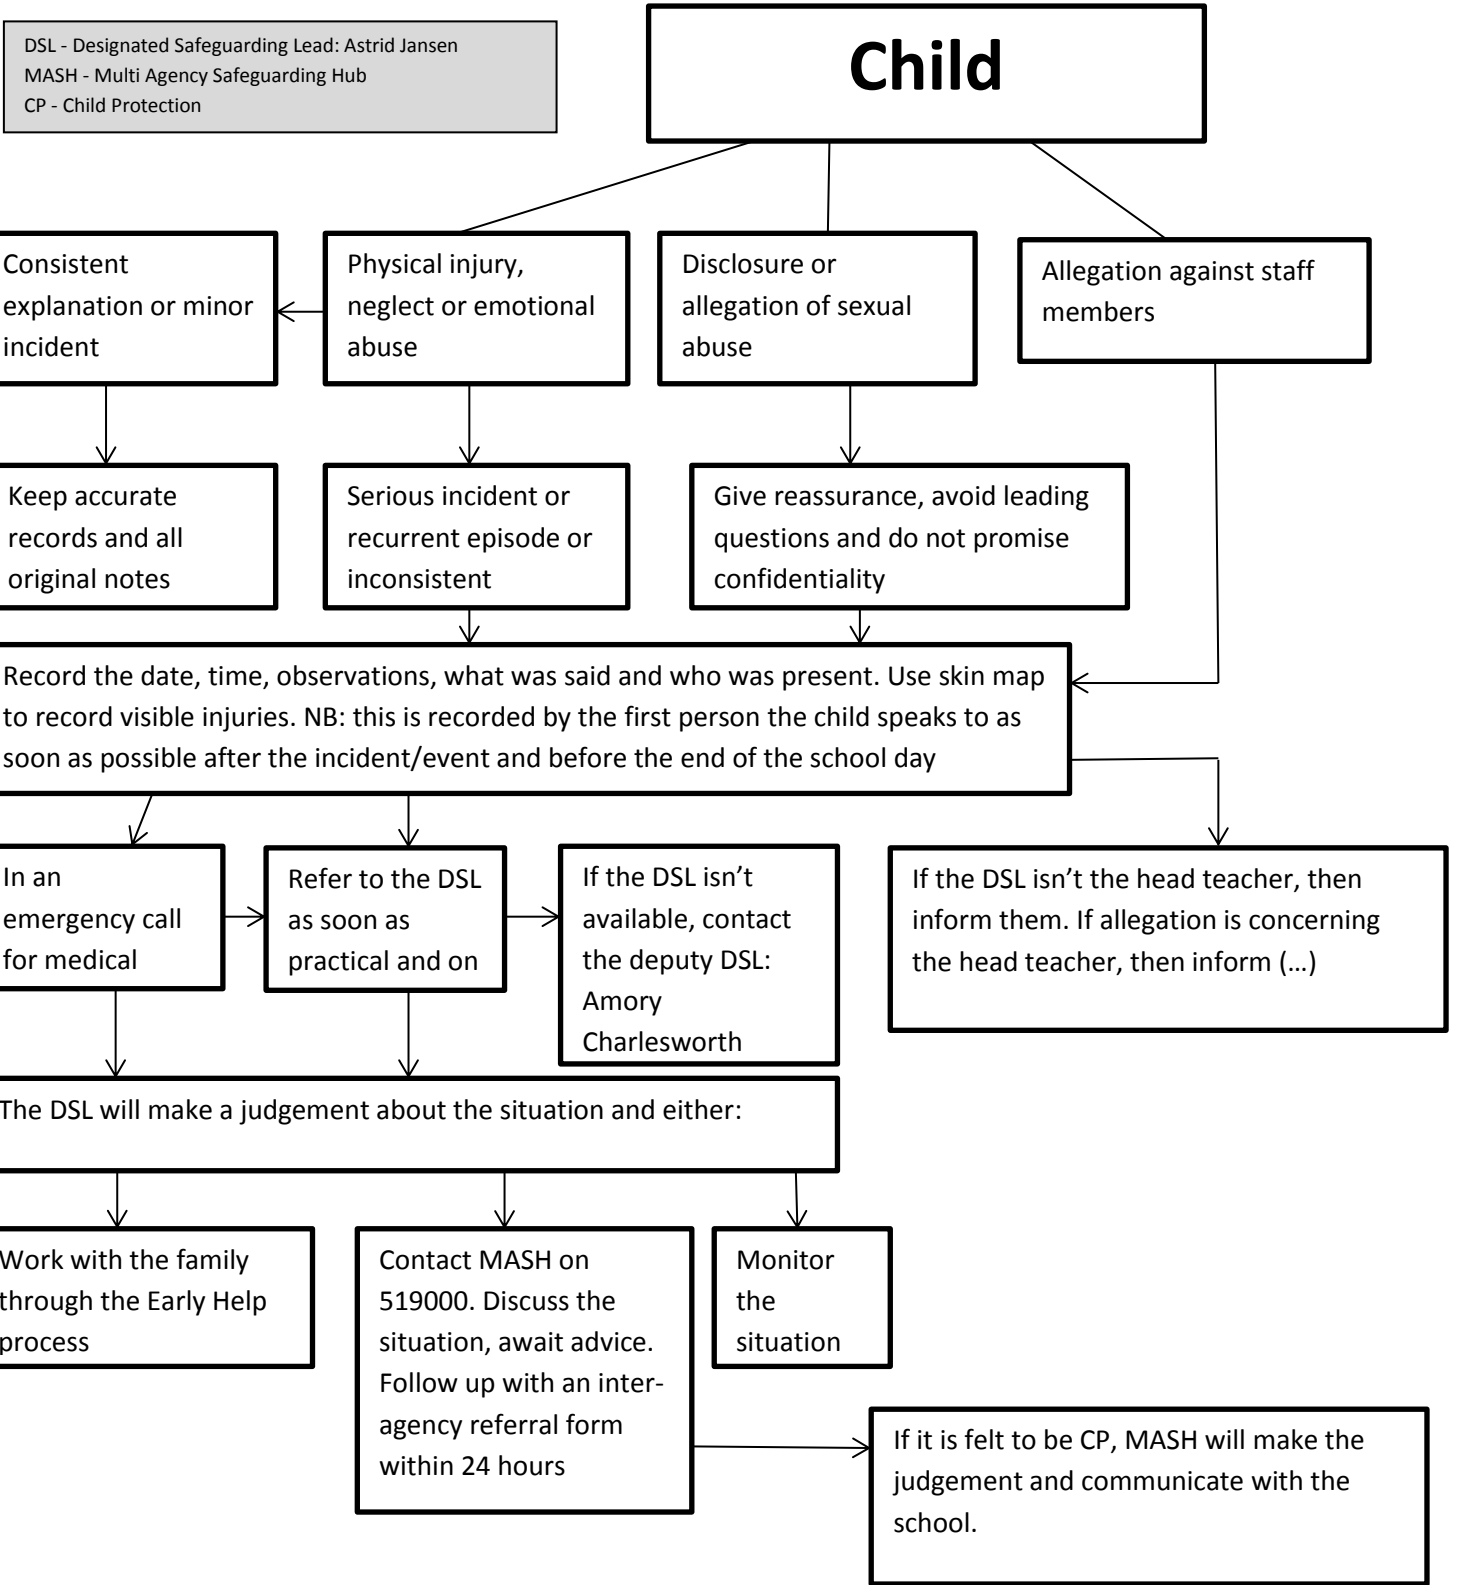 DSL - Designated Safeguarding Lead: Astrid Jansen
MASH - Multi Agency Safeguarding Hub
CP - Child Protection
Child
Consistent
explanation or minor
incident
Physical injury,
neglect or emotional
abuse
Disclosure or
allegation of sexual
abuse
Allegation against staff
members
Keep accurate
records and all
original notes
Serious incident or
recurrent episode or
inconsistent
Give reassurance, avoid leading
questions and do not promise
confidentiality
Record the date, time, observations, what was said and who was present. Use skin map
to record visible injuries. NB: this is recorded by the first person the child speaks to as
soon as possible after the incident/event and before the end of the school day
In an
emergency call
for medical
Refer to the DSL
as soon as
practical and on
If the DSL isn't
available, contact
the deputy DSL:
Amory
Charlesworth
If the DSL isn't the head teacher, then
inform them. If allegation is concerning
the head teacher, then inform (...)
The DSL will make a judgement about the situation and either:
Work with the family
through the Early Help
process
Contact MASH on
519000. Discuss the
situation, await advice.
Follow up with an inter-
agency referral form
within 24 hours
Monitor
the
situation
If it is felt to be CP, MASH will make the
judgement and communicate with the
school.